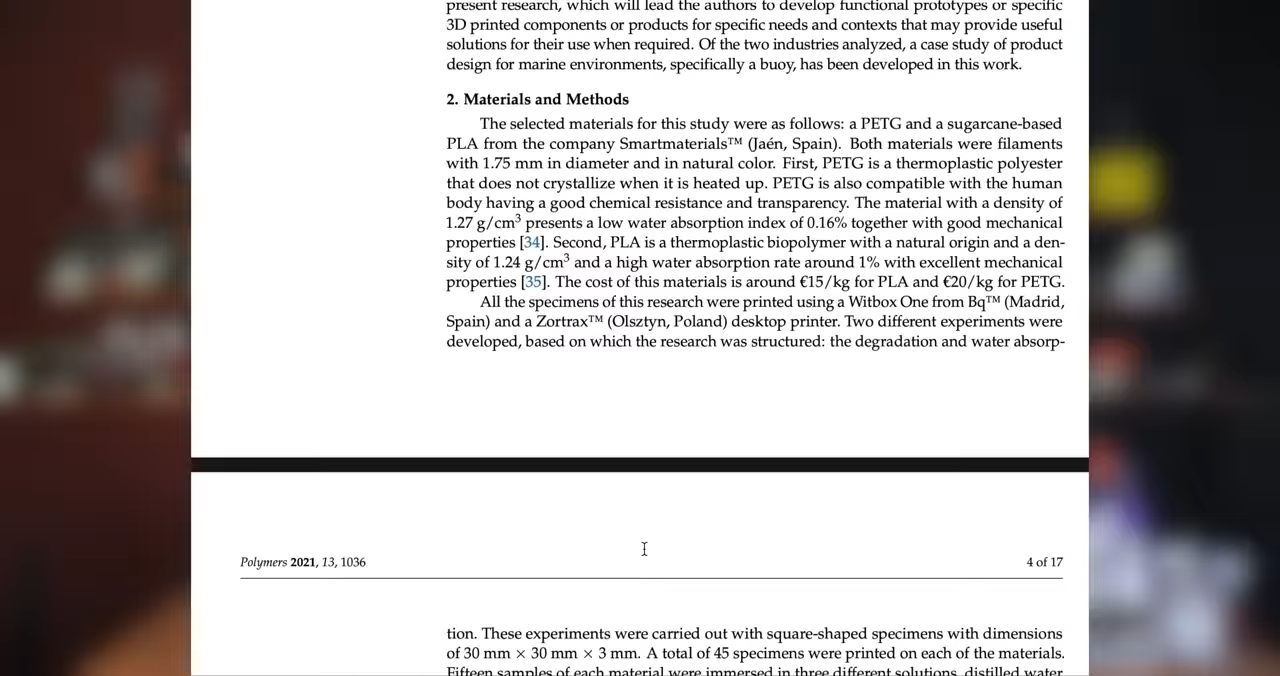 present research, which will lead the authors to develop functional prototypes or specific
3D printed components or products for specific needs and contexts that may provide useful
solutions for their use when required. Of the two industries analyzed, a case study of product
design for marine environments, specifically a buoy, has been developed in this work.
2. Materials and Methods
The selected materials for this study were as follows: a PETG and a sugarcane-based
PLA from the company Smartmaterials™ (Jaén, Spain). Both materials were filaments
with 1.75 mm in diameter and in natural color. First, PETG is a thermoplastic polyester
that does not crystallize when it is heated up. PETG is also compatible with the human
body having a good chemical resistance and transparency. The material with a density of
1.27 g/cm³ presents a low water absorption index of 0.16% together with good mechanical
properties [34]. Second, PLA is a thermoplastic biopolymer with a natural origin and a den-
sity of 1.24 g/cm³ and a high water absorption rate around 1% with excellent mechanical
properties [35]. The cost of this materials is around €15/kg for PLA and €20/kg for PETG.
All the specimens of this research were printed using a Witbox One from Bq™ (Madrid,
Spain) and a Zortrax™ (Olsztyn, Poland) desktop printer. Two different experiments were
developed, based on which the research was structured: the degradation and water absorp-
Polymers 2021, 13, 1036 4 of 17
tion. These experiments were carried out with square-shaped specimens with dimensions
of 30 mm × 30 mm × 3 mm. A total of 45 specimens were printed on each of the materials.
Fifteen samples of each material were immersed in three different solutions, distilled water